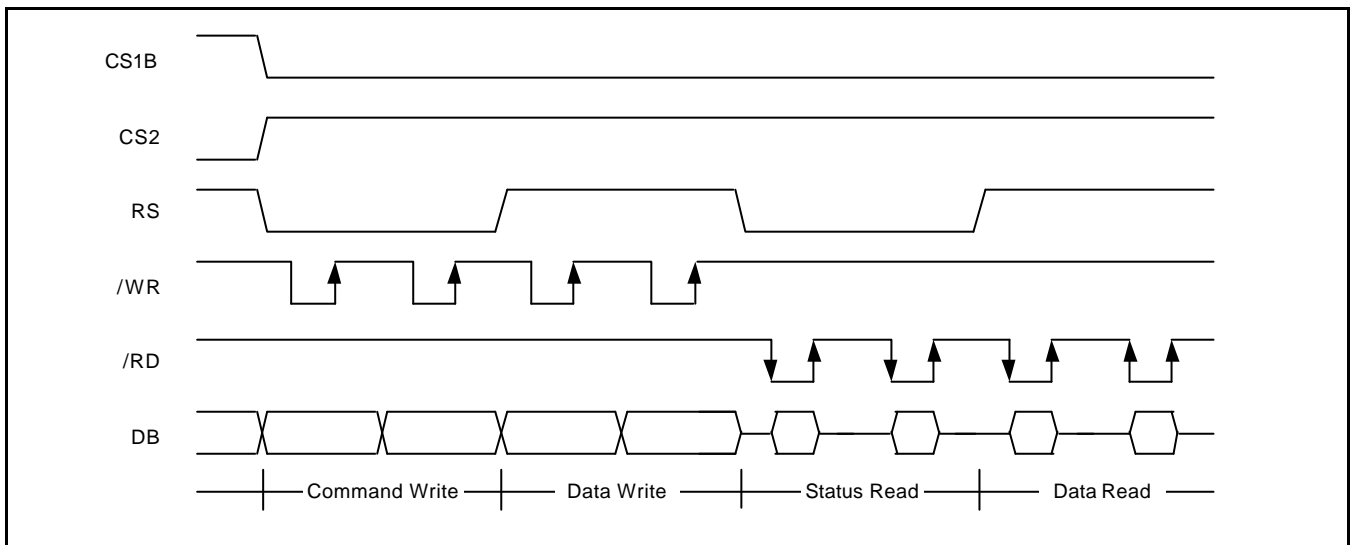 CS1B
CS2
RS
/WR
/RD
DB
Command Write Data Write Status Read Data Read